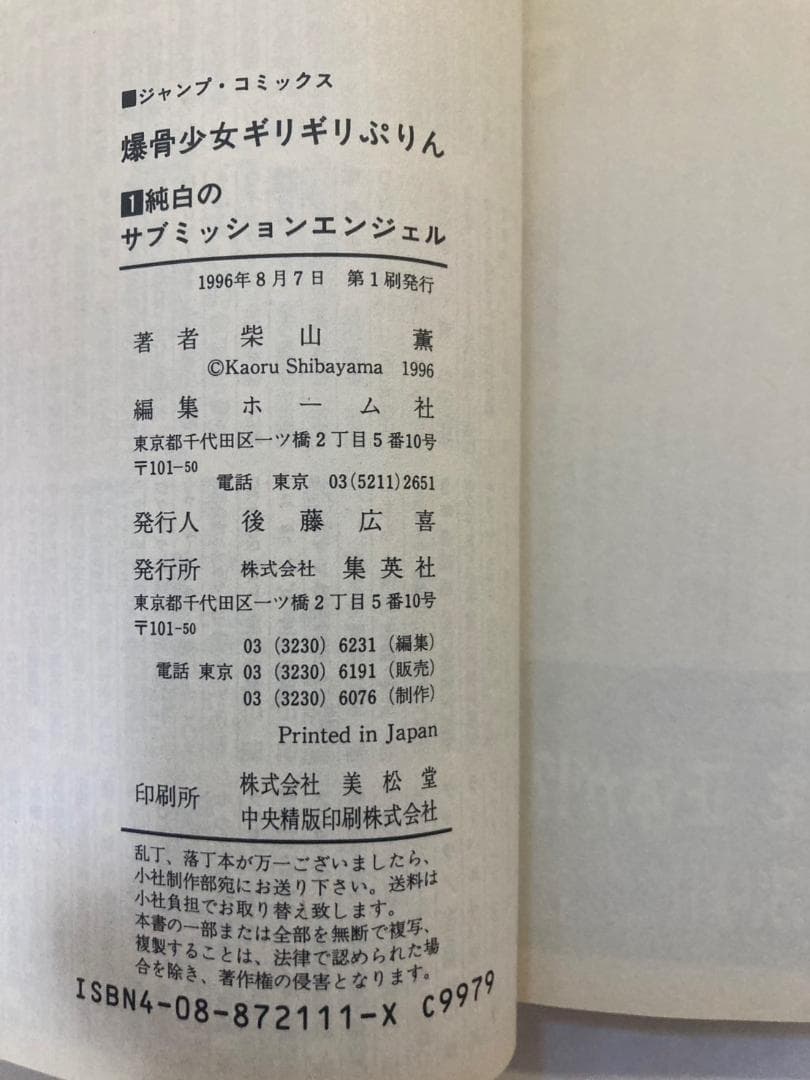 ■ジャンプ・コミックス
爆骨少女ギリギリぷりん
1純白の
サブミッションエンジェル
1996年8月7日 第1刷発行
著者 柴山 薫
©Kaoru Shibayama 1996
編集 ホーム社
東京都千代田区一ツ橋2丁目5番10号
〒101-50
電話 東京 03(5211)2651
発行人 後藤広喜
発行所 株式会社 集英社
東京都千代田区一ツ橋2丁目5番10号
〒101-50
03 (3230) 6231 (編集)
電話 東京 03 (3230) 6191 (販売)
03 (3230) 6076 (制作)
Printed in Japan
印刷所 株式会社 美松堂
中央精版印刷株式会社
乱丁、落丁本が万一ございましたら、
小社制作部宛にお送り下さい。送料は
小社負担でお取り替え致します。
本書の一部または全部を無断で複写、
複製することは、法律で認められた場
合を除き、著作権の侵害となります。
ISBN4-08-872111-X C9979